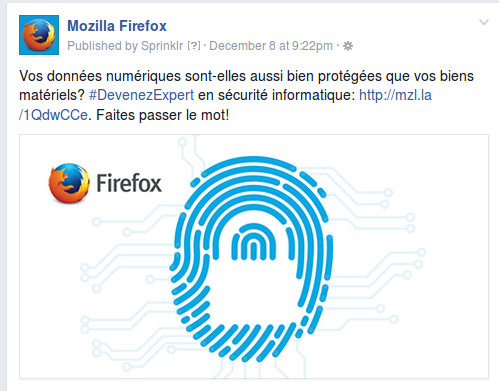 Mozilla Firefox
Published by Sprinklr [?] · December 8 at 9:22pm ·
Vos données numériques sont-elles aussi bien protégées que vos biens
matériels? #DevenezExpert en sécurité informatique: http://mzl.la
/1QdwCCe. Faites passer le mot!
Firefox